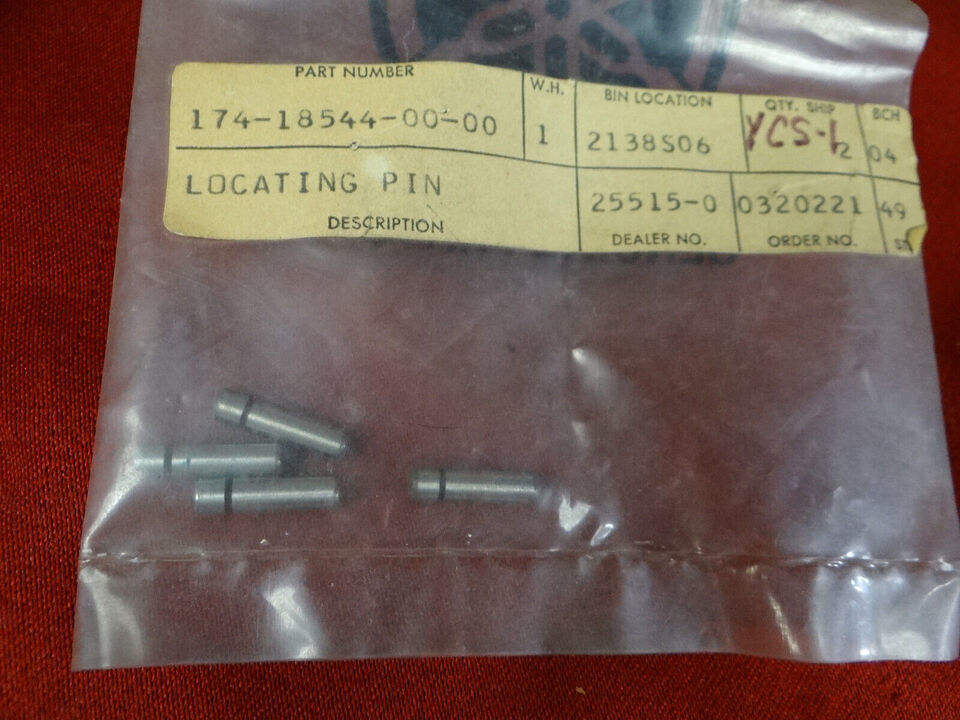 PART NUMBER W.H. BIN LOCATION QTY. SHIP BCH
174-18544-00-00 1 2138S06 YCS-1 2 04
LOCATING PIN 25515-0 0320221 49
DESCRIPTION DEALER NO. ORDER NO.